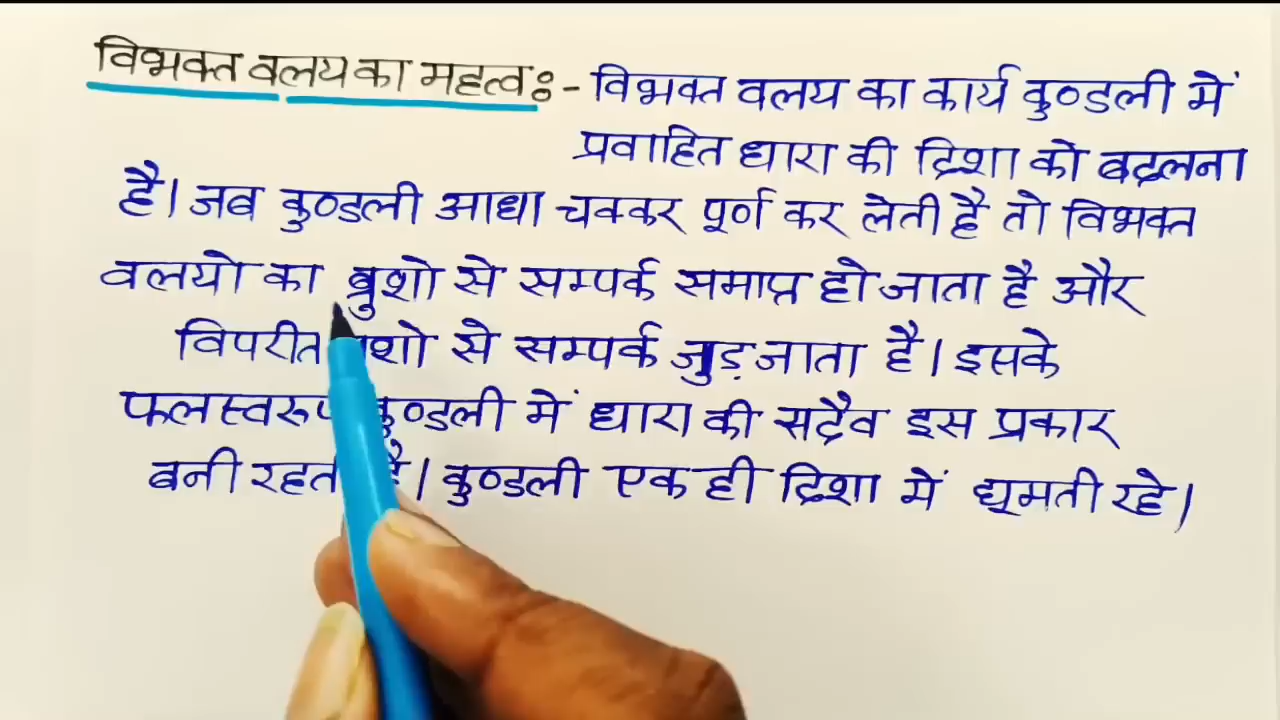 विभक्त वलय का महत्व :- विभक्त वलय का कार्य कुण्डली में
प्रवाहित धारा की दिशा को बदलना
है। जब कुण्डली आधा चक्कर पूर्ण कर लेती है तो विभक्त
वलयो का ब्रुशो से सम्पर्क समाप्त हो जाता है और
विपरीत से सम्पर्क जुड़ जाता है। इसके
फलस्वरूप कुण्डली में धारा की सदैव इस प्रकार
बनी है। कुण्डली एक ही दिशा में घूमती रहे।